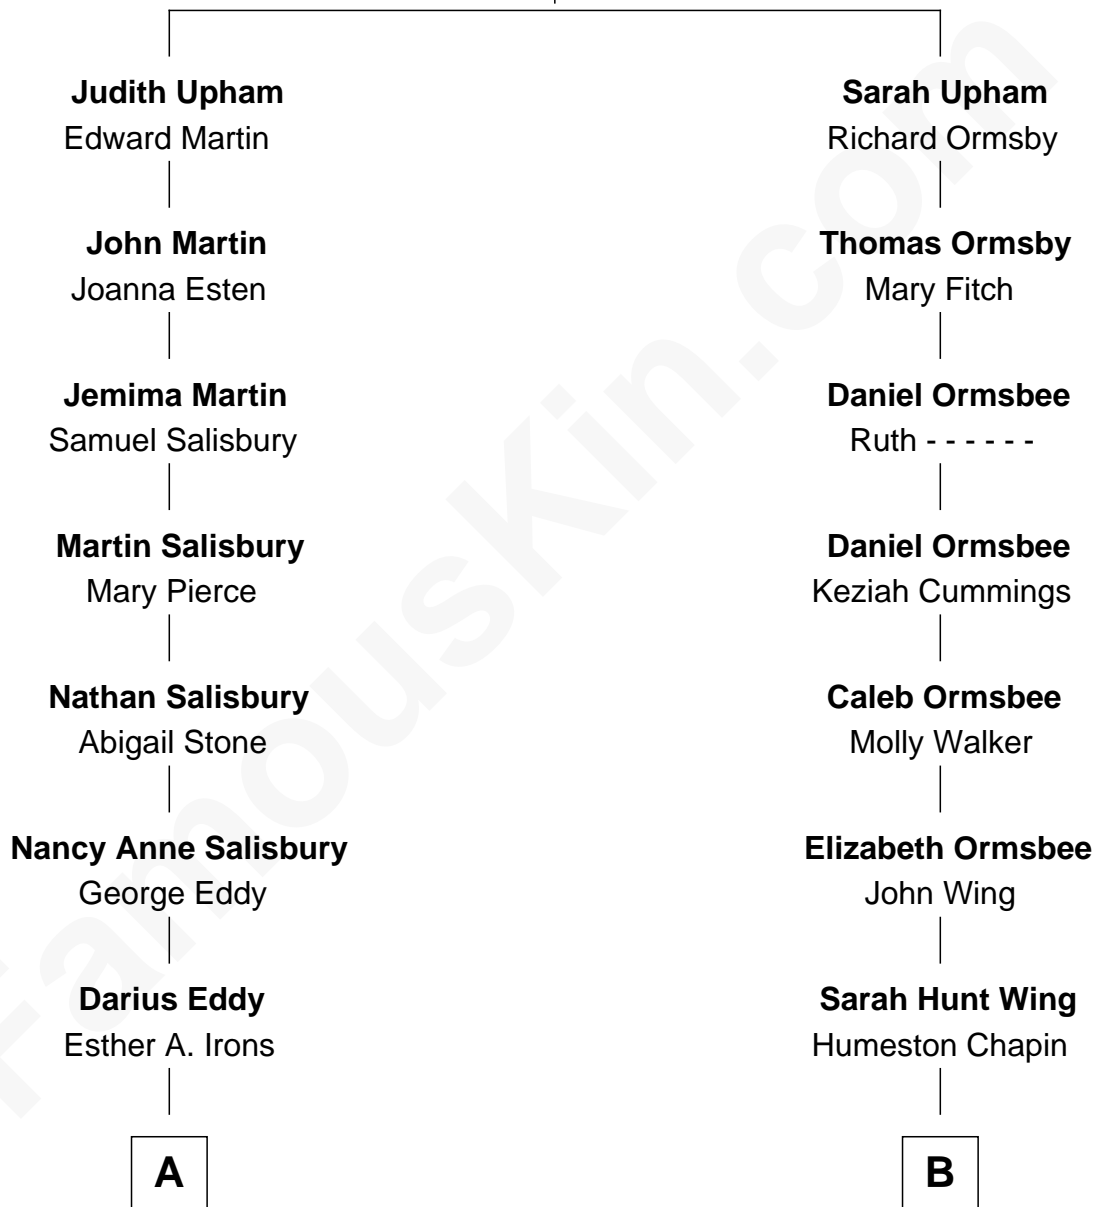 Judith Upham
Edward Martin
Sarah Upham
Richard Ormsby
John Martin
Joanna Esten
Thomas Ormsby
Mary Fitch
Jemima Martin
Samuel Salisbury
Daniel Ormsbee
Ruth - - - - - -
Martin Salisbury
Mary Pierce
Daniel Ormsbee
Keziah Cummings
Nathan Salisbury
Abigail Stone
Caleb Ormsbee
Molly Walker
Nancy Anne Salisbury
George Eddy
Elizabeth Ormsbee
John Wing
Darius Eddy
Esther A. Irons
Sarah Hunt Wing
Humeston Chapin
A
B
FamousKin.com